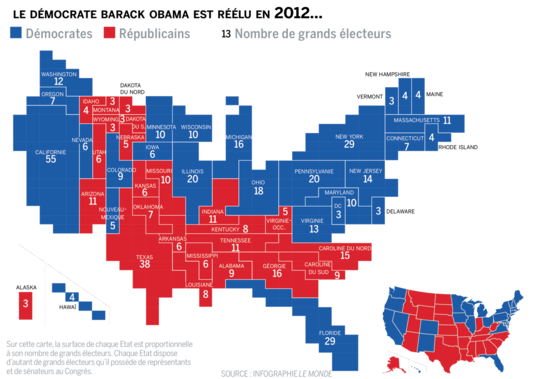 LE DÉMOCRATE BARACK OBAMA EST RÉÉLU EN 2012...
Démocrates
Républicains
13 Nombre de grands électeurs
NEW HAMPSHIRE
VERMONT
3
4
4
MAINE
WASHINGTON
12
OREGON
7
IDAHO
4
MONTANA
3
DAKOTA
DU NORD
3
WYOMING
3
DAKOTA
DU S.
3
MINNESOTA
10
WISCONSIN
10
MICHIGAN
16
NEW YORK
29
MASSACHUSETTS
11
CONNECTICUT
7
4
RHODE ISLAND
NEBRASKA
5
IOWA
6
NEVADA
6
UTAH
6
CALIFORNIE
55
COLORADO
9
MISSOURI
10
ILLINOIS
20
OHIO
18
PENNSYLVANIE
20
NEW JERSEY
14
MARYLAND
10
DC
3
3
DELAWARE
ARIZONA
11
NOUVEAU-
MEXIQUE
5
KANSAS
6
OKLAHOMA
7
INDIANA
11
KENTUCKY
8
VIRGINIE-
OCC.
5
VIRGINIE
13
TENNESSEE
11
CAROLINE DU NORD
15
CAROLINE
DU SUD
9
ARKANSAS
6
MISSISSIPPI
6
ALABAMA
9
GÉORGIE
16
TEXAS
38
LOUISIANE
8
FLORIDE
29
ALASKA
3
4
HAWAÏ
Sur cette carte, la surface de chaque Etat est proportionnelle
à son nombre de grands électeurs. Chaque Etat dispose
d'autant de grands électeurs qu'il possède de représentants
et de sénateurs au Congrès.
SOURCE : INFOGRAPHIE LE MONDE